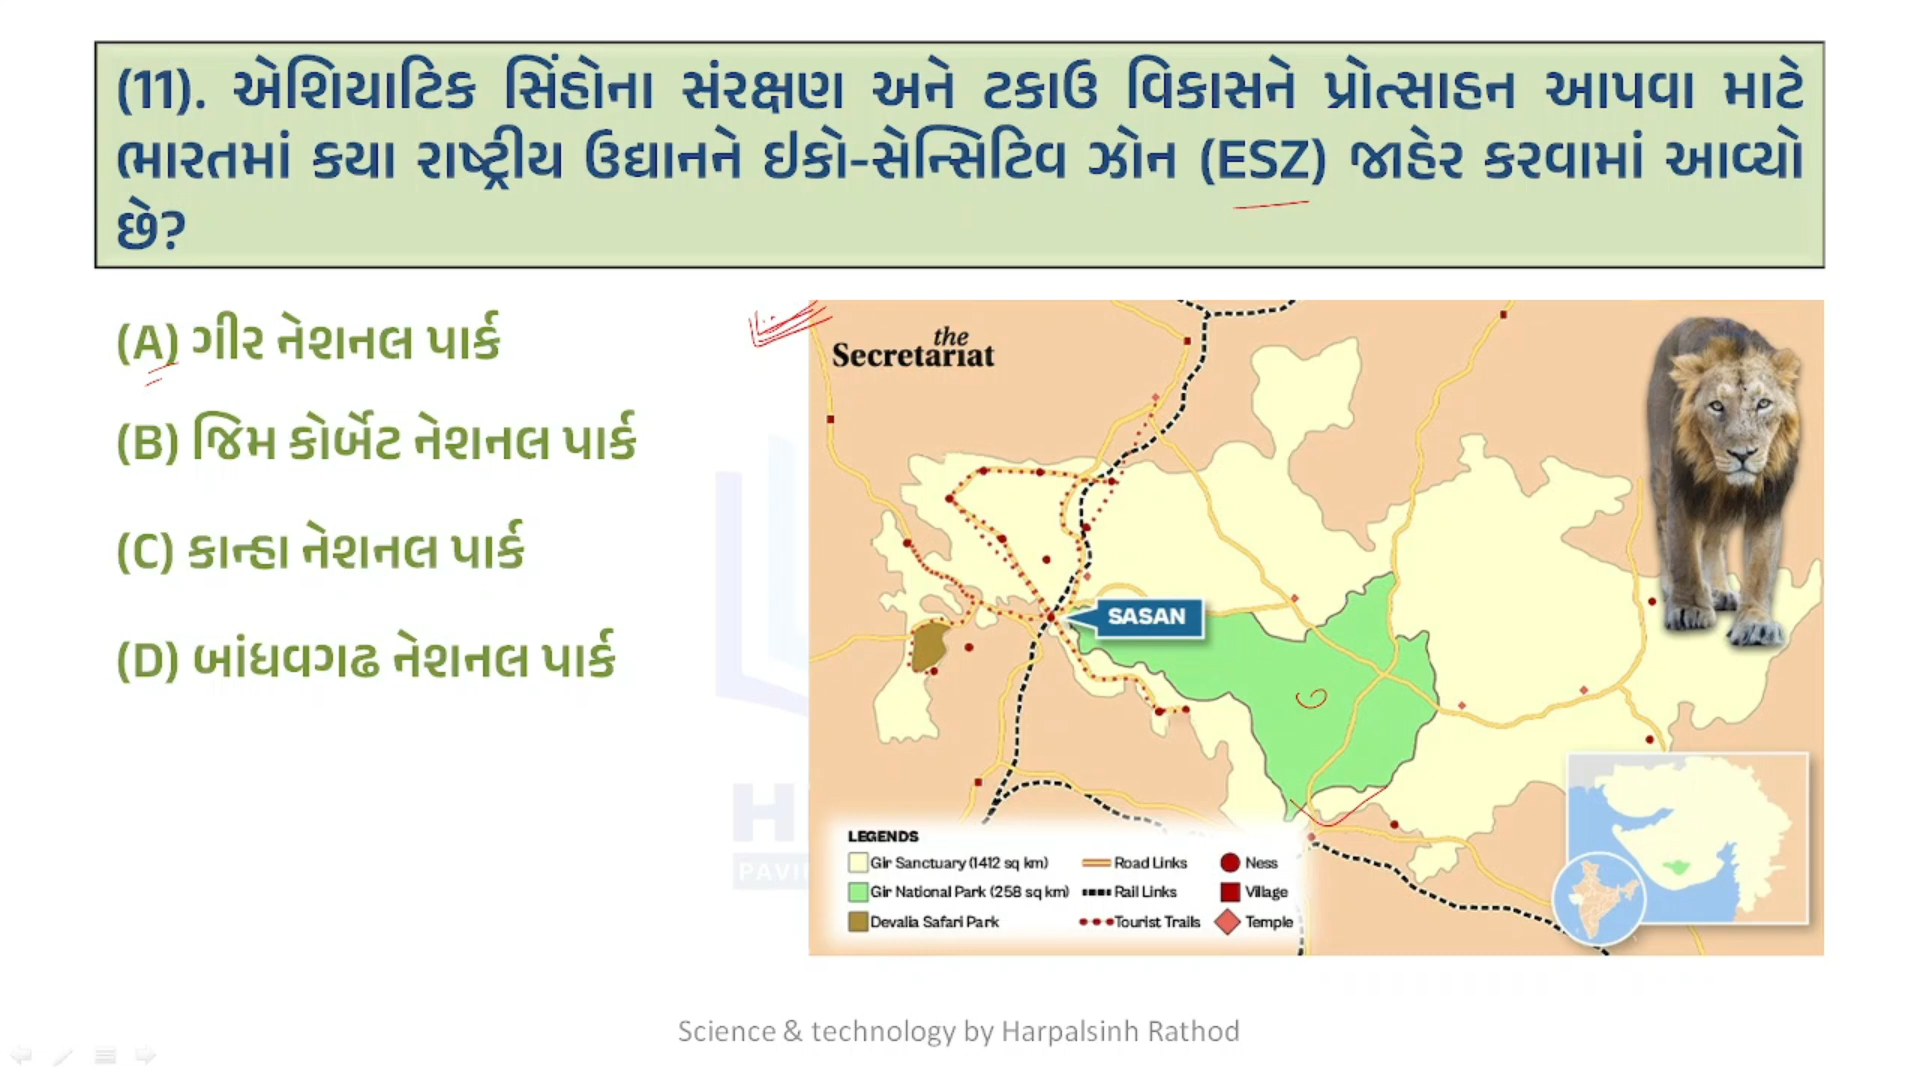 (11). એશિયાટિક સિંહોના સંરક્ષણ અને ટકાઉ વિકાસને પ્રોત્સાહન આપવા માટે
ભારતમાં કયા રાષ્ટ્રીય ઉદ્યાનને ઇકો-સેન્સિટિવ ઝોન (ESZ) જાહેર કરવામાં આવ્યો
છે?
(A) ગીર નેશનલ પાર્ક
(B) જિમ કોર્બેટ નેશનલ પાર્ક
(C) કાન્હા નેશનલ પાર્ક
(D) બાંધવગઢ નેશનલ પાર્ક
the
Secretariat
SASAN
LEGENDS
Gir Sanctuary (1412 sq km)
Road Links
Ness
Gir National Park (258 sq km)
Rail Links
Village
Devalia Safari Park
Tourist Trails
Temple
Science & technology by Harpalsinh Rathod